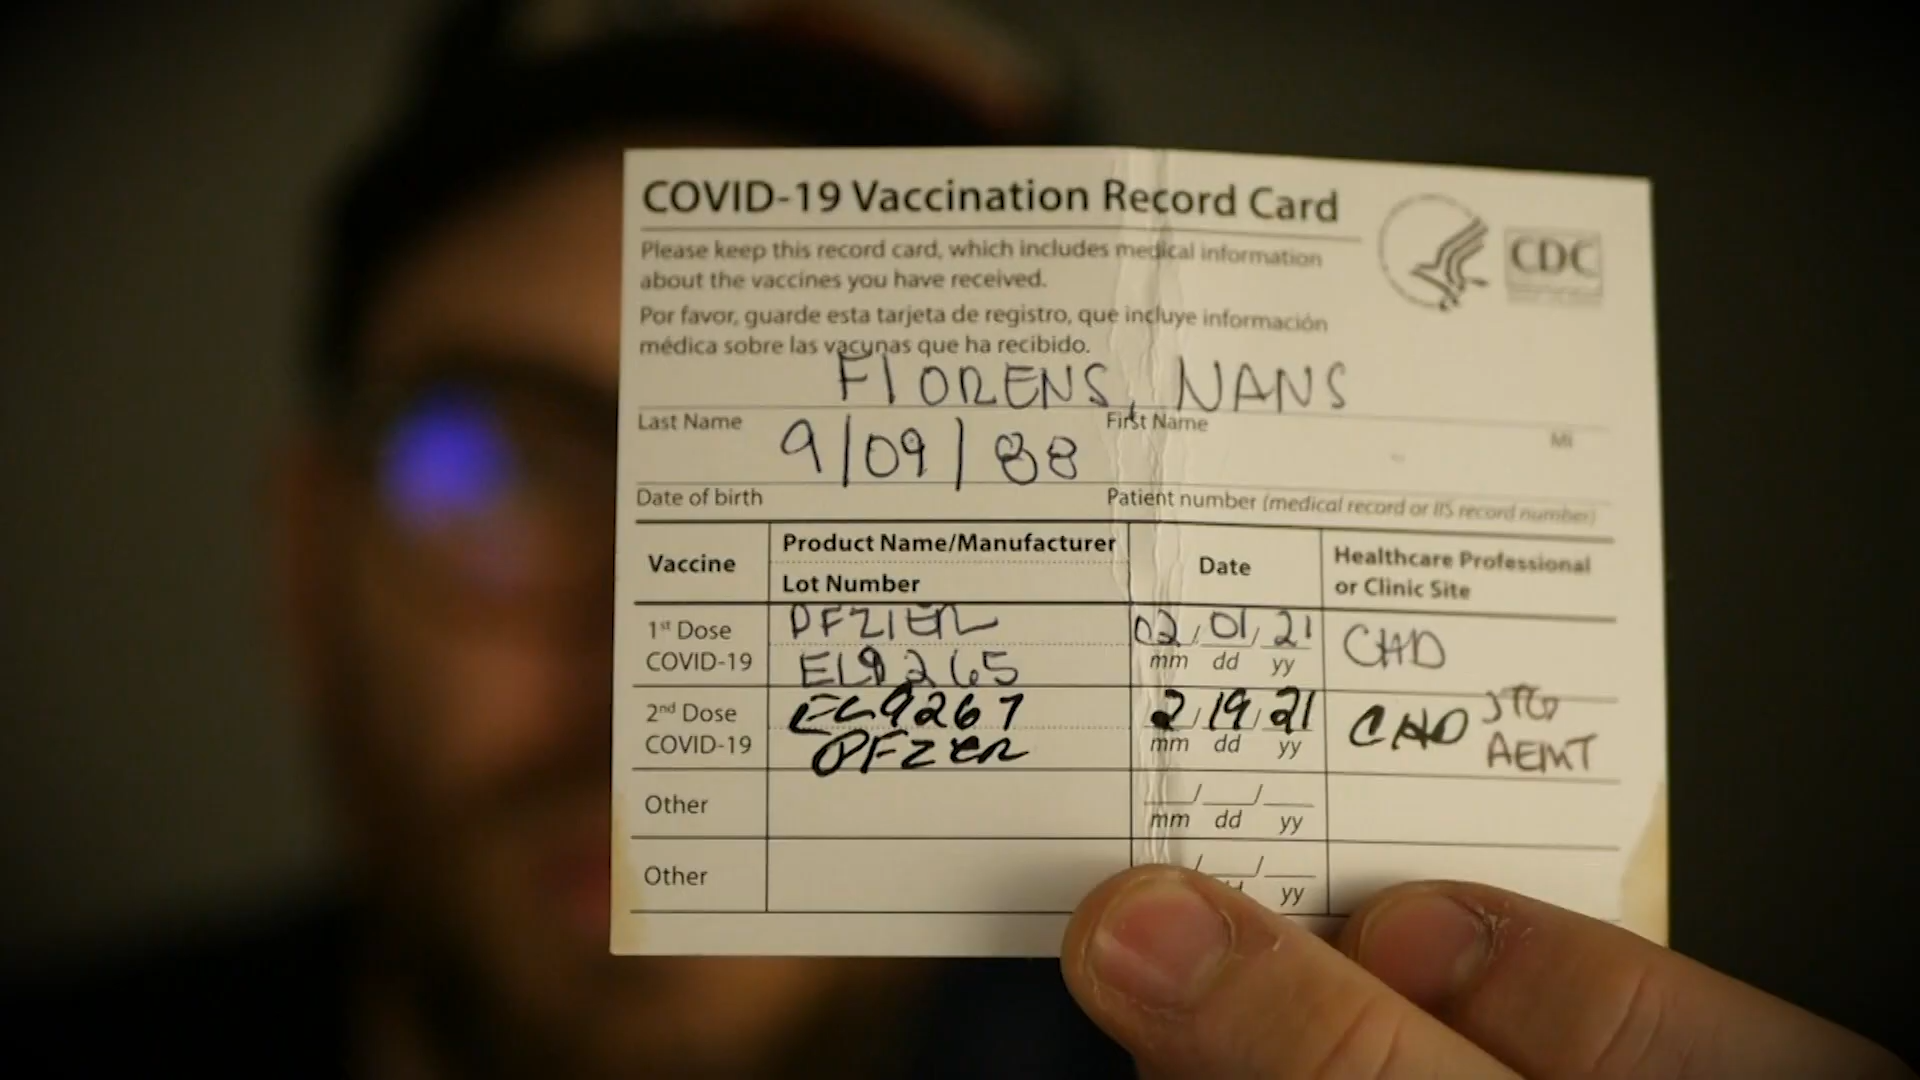 COVID-19 Vaccination Record Card
CDC
Please keep this record card, which includes medical information
about the vaccines you have received.
Por favor, guarde esta tarjeta de registro, que incluye información
médica sobre las vacunas que ha recibido.
FlORENS, NANS
Last Name First Name MI
9/09/88
Date of birth Patient number (medical record or IIS record number)
Vaccine Product Name/Manufacturer Date Healthcare Professional
Lot Number or Clinic Site
1st Dose PFZIER 02/01/21 CHD
COVID-19 EL9265 mm dd yy
2nd Dose EL9267 2/19/21 CHD
COVID-19 PFZER mm dd yy AEMT
Other / /
mm dd yy
Other / /
yy